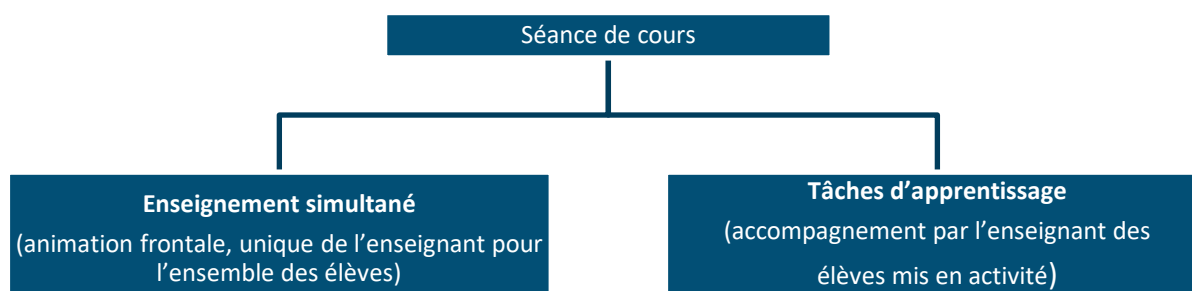 Séance de cours
Enseignement simultané
(animation frontale, unique de l’enseignant pour
l’ensemble des élèves)
Tâches d’apprentissage
(accompagnement par l’enseignant des
élèves mis en activité)